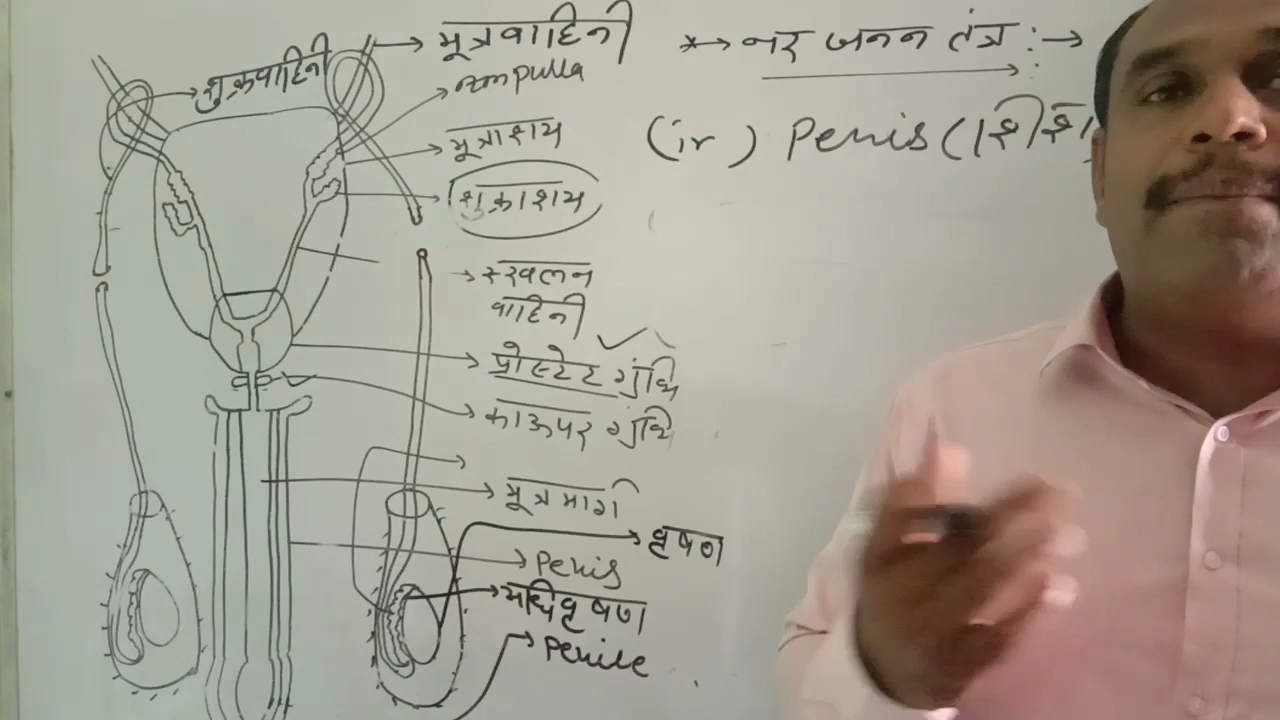 मूत्रवाहिनी
शुक्रवाहिनी
Ampulla
मूत्राशय
शुक्राशय
स्खलन
वाहिनी
प्रोस्टेट ग्रंथि
काऊपर ग्रंथि
मूत्र मार्ग
वृषण
Penis
अधिवृषण
Penile
*→ नर जनन तंत्र :→
(iv) Penis (शिश्